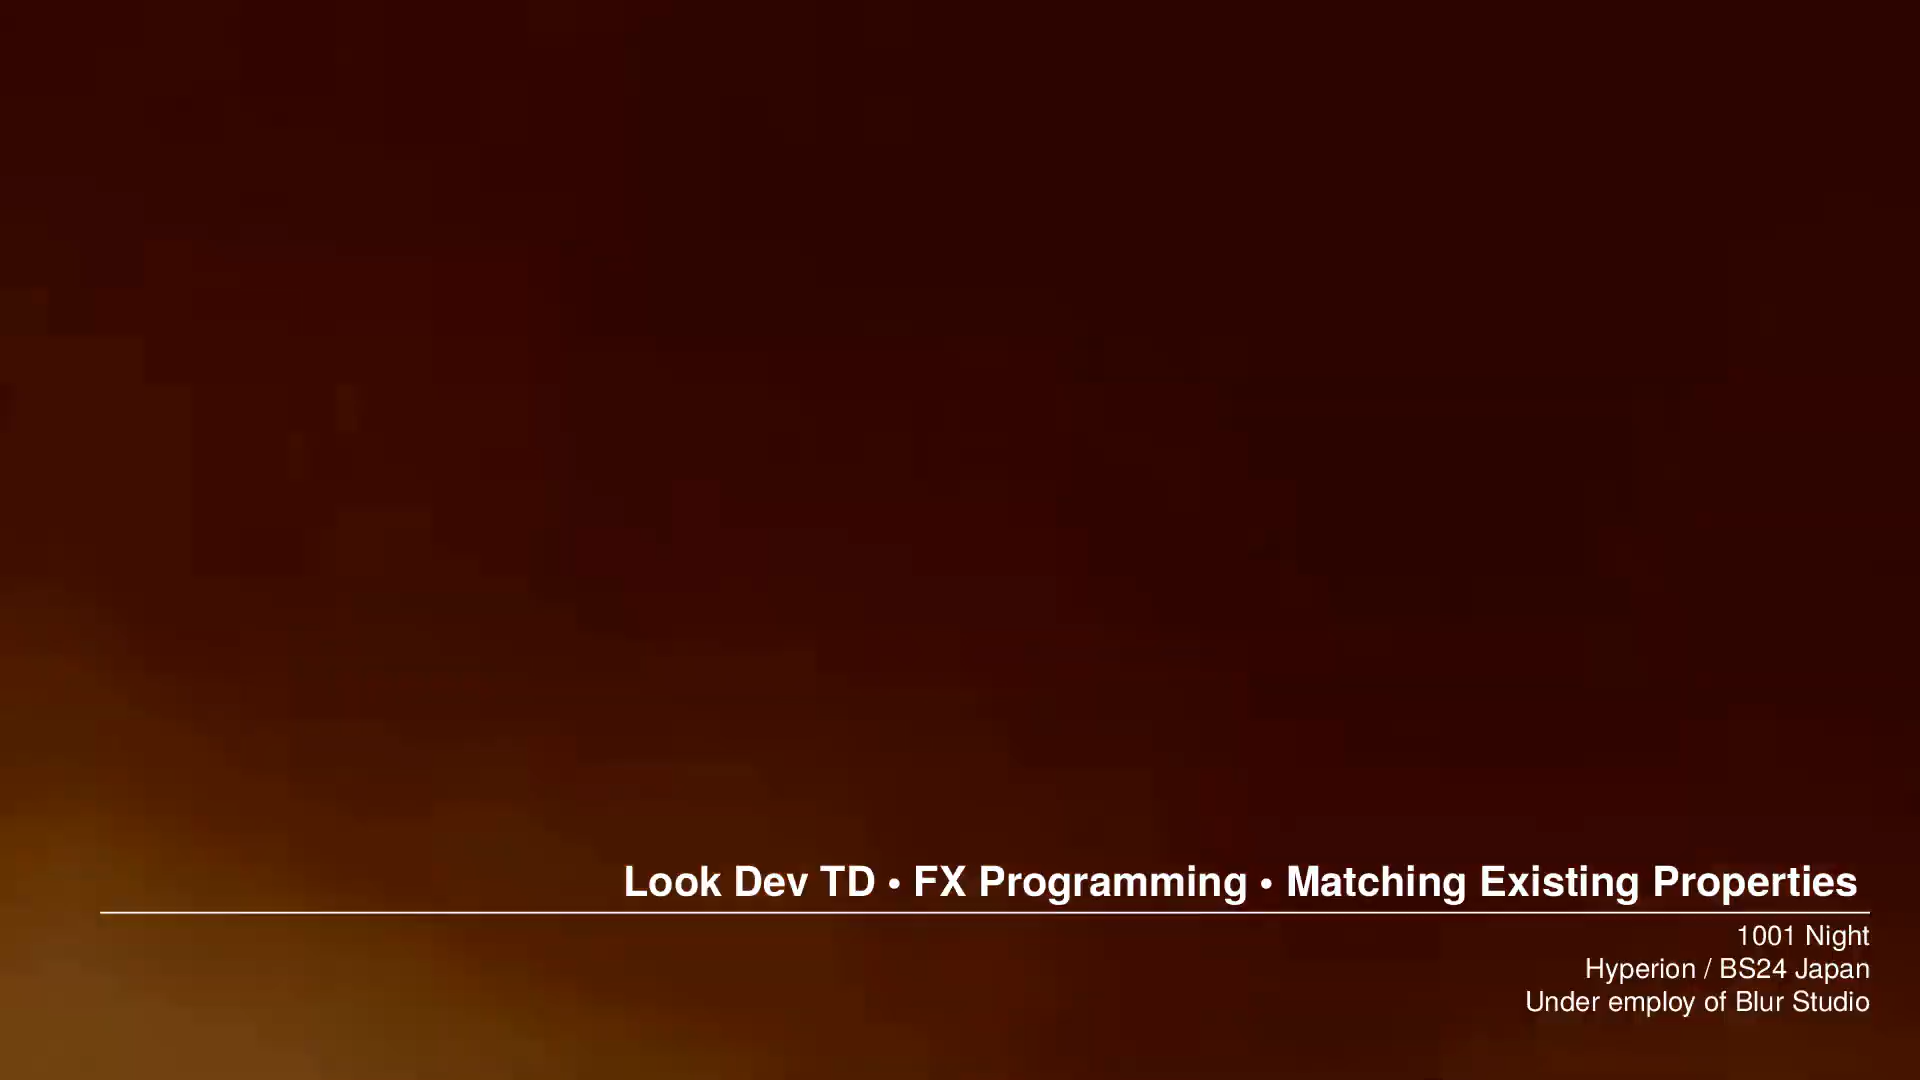 Look Dev TD • FX Programming • Matching Existing Properties
1001 Night
Hyperion / BS24 Japan
Under employ of Blur Studio